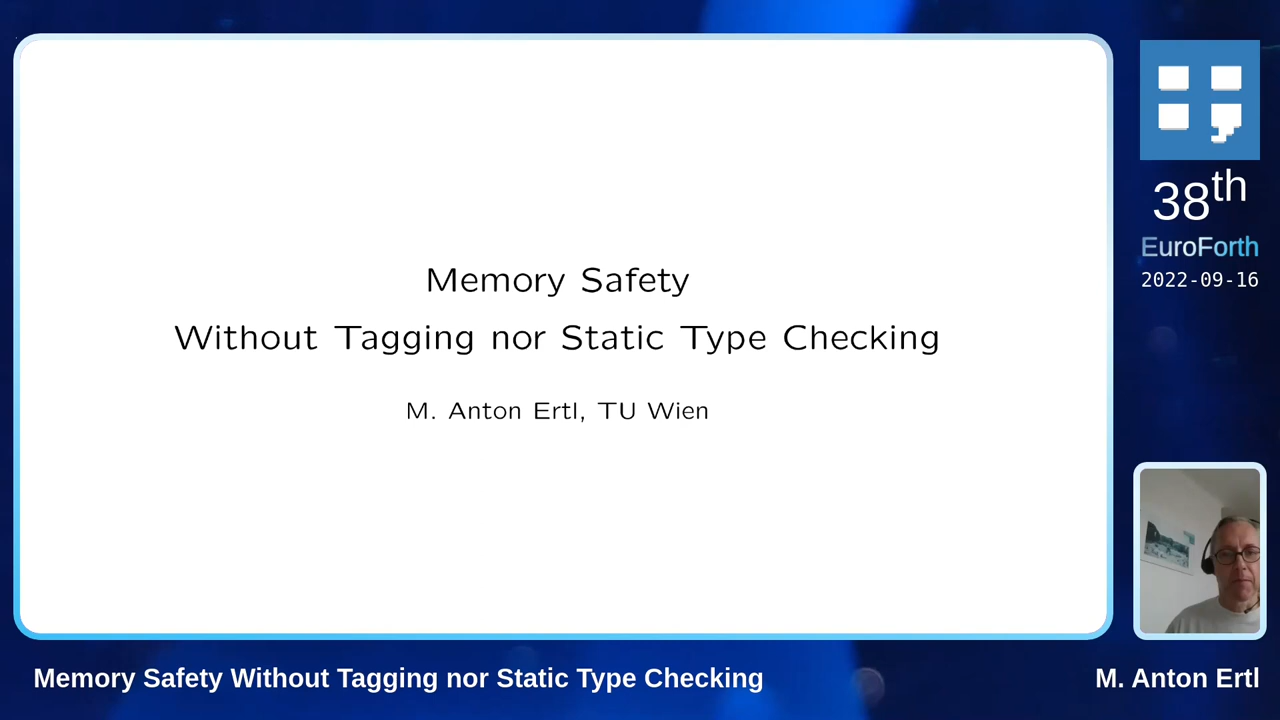 Memory Safety
Without Tagging nor Static Type Checking
M. Anton Ertl, TU Wien
38th
EuroForth
2022-09-16
Memory Safety Without Tagging nor Static Type Checking
M. Anton Ertl